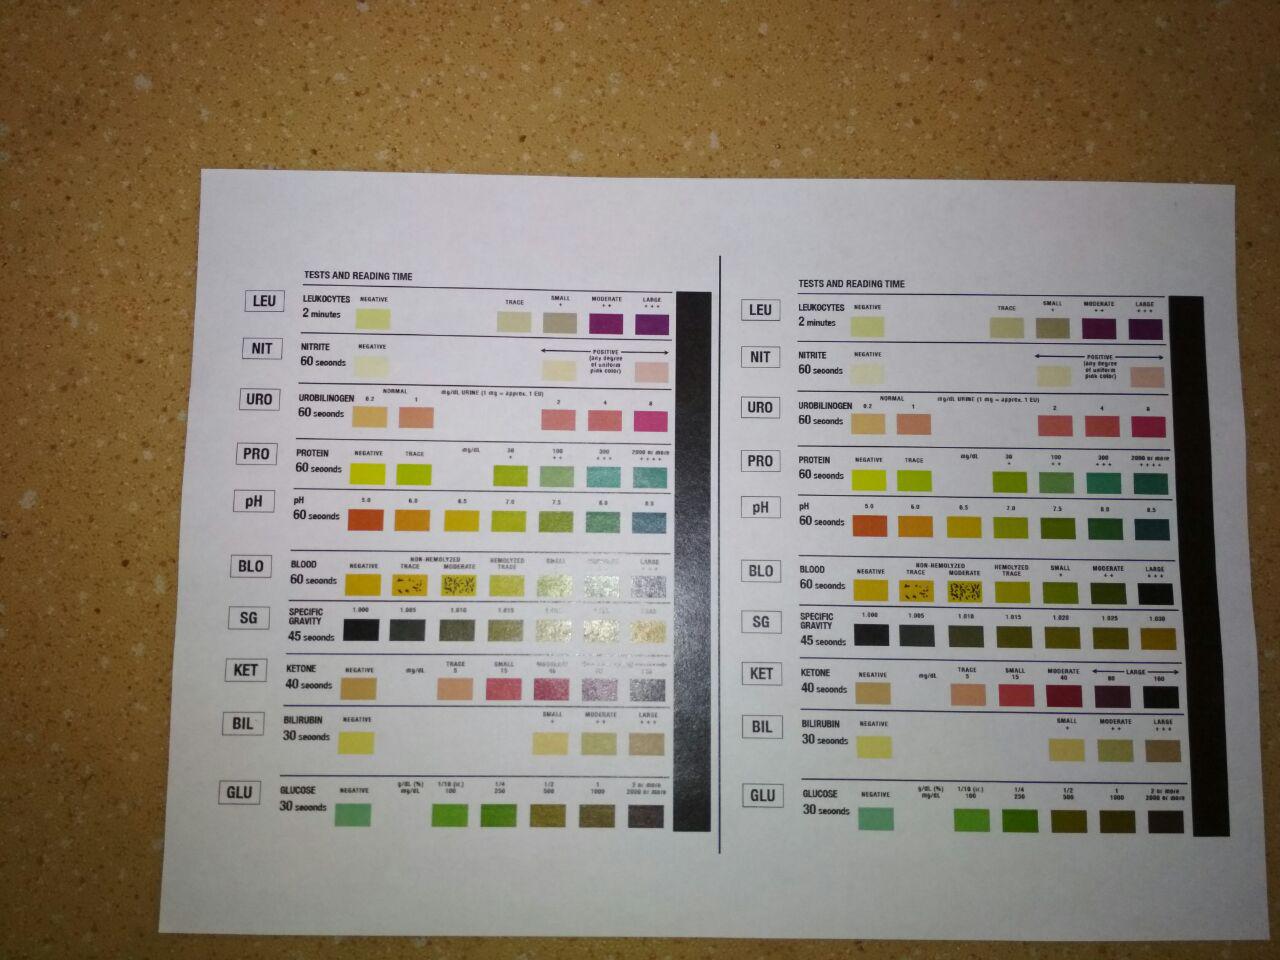 TESTS AND READING TIME
LEU
LEUKOCYTES
2 minutes
NEGATIVE
TRACE
SMALL
+
MODERATE
++
LARGE
+++
NIT
NITRITE
60 seconds
NEGATIVE
POSITIVE
(any degree
of uniform
pink color)
URO
UROBILINOGEN
60 seconds
NORMAL
0.2 1
mg/dL URINE (1 mg = approx. 1 EU)
2 4 8
PRO
PROTEIN
60 seconds
NEGATIVE TRACE
mg/dL
30
+
100
++
300
+++
2000 or more
++++
pH
pH
60 seconds
5.0 6.0 6.5 7.0 7.5 8.0 8.5
BLO
BLOOD
60 seconds
NEGATIVE
NON-HEMOLYZED
TRACE MODERATE
HEMOLYZED
TRACE
SMALL
LARGE
+++
SG
SPECIFIC
GRAVITY
45 seconds
1.000 1.005 1.010 1.015
KET
KETONE
40 seconds
NEGATIVE
mg/dL
TRACE
5
SMALL
15
MODERATE
40
BIL
BILIRUBIN
30 seconds
NEGATIVE
SMALL
+
MODERATE
++
LARGE
+++
GLU
GLUCOSE
30 seconds
NEGATIVE
g/dL (%)
mg/dL
1/10 (tr.)
100
1/4
250
1/2
500
1
1000
2 or more
2000 or more
TESTS AND READING TIME
LEU
LEUKOCYTES
2 minutes
NEGATIVE
TRACE
SMALL
+
MODERATE
++
LARGE
+++
NIT
NITRITE
60 seconds
NEGATIVE
POSITIVE
(any degree
of uniform
pink color)
URO
UROBILINOGEN
60 seconds
NORMAL
0.2 1
mg/dL URINE (1 mg = approx. 1 EU)
2 4 8
PRO
PROTEIN
60 seconds
NEGATIVE TRACE
mg/dL
30
+
100
++
300
+++
2000 or more
++++
pH
pH
60 seconds
5.0 6.0 6.5 7.0 7.5 8.0 8.5
BLO
BLOOD
60 seconds
NEGATIVE
NON-HEMOLYZED
TRACE MODERATE
HEMOLYZED
TRACE
SMALL
+
MODERATE
++
LARGE
+++
SG
SPECIFIC
GRAVITY
45 seconds
1.000 1.005 1.010 1.015 1.020 1.025 1.030
KET
KETONE
40 seconds
NEGATIVE
mg/dL
TRACE
5
SMALL
15
MODERATE
40
LARGE
80 160
BIL
BILIRUBIN
30 seconds
NEGATIVE
SMALL
+
MODERATE
++
LARGE
+++
GLU
GLUCOSE
30 seconds
NEGATIVE
g/dL (%)
mg/dL
1/10 (tr.)
100
1/4
250
1/2
500
1
1000
2 or more
2000 or more